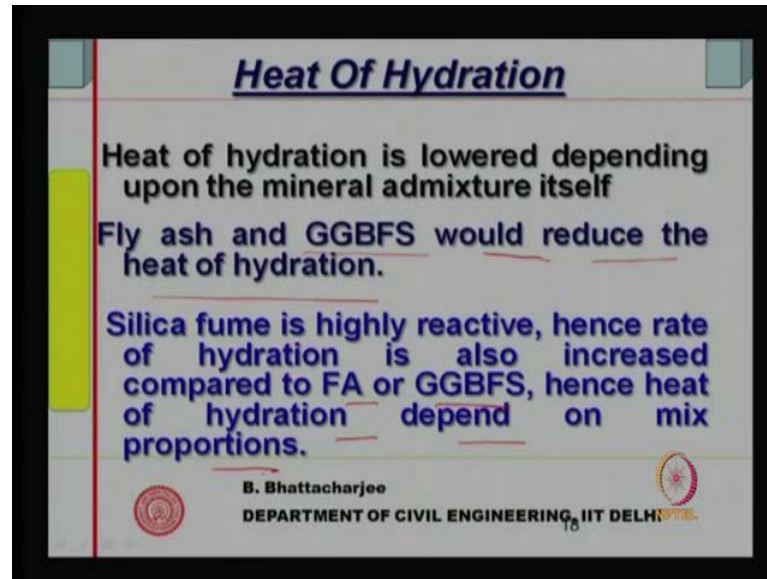 Heat Of Hydration
Heat of hydration is lowered depending
upon the mineral admixture itself
Fly ash and GGBFS would reduce the
heat of hydration.
Silica fume is highly reactive, hence rate
of hydration is also increased
compared to FA or GGBFS, hence heat
of hydration depend on mix
proportions.
B. Bhattacharjee
DEPARTMENT OF CIVIL ENGINEERING, IIT DELHI
18
NPTEL